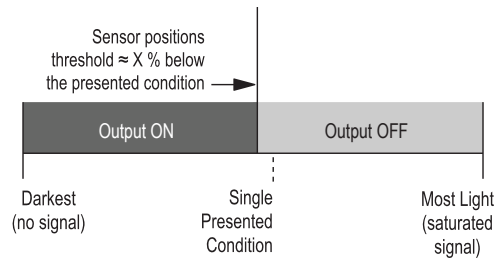 Sensor positions
threshold ≈ X % below
the presented condition
Output ON
Output OFF
Darkest
(no signal)
Single
Presented
Condition
Most Light
(saturated
signal)